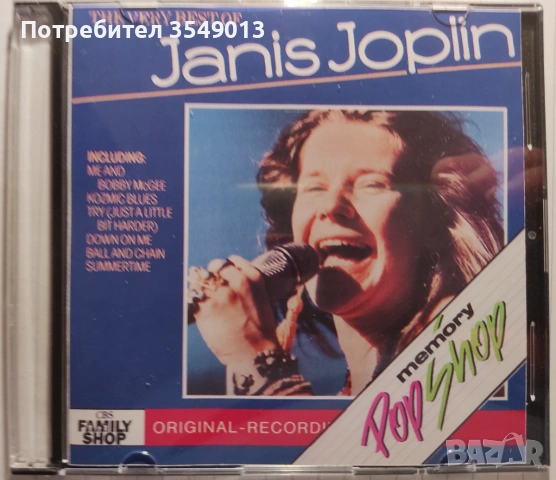 Потребител 3549013
THE VERY BEST OF
Janis Joplin
INCLUDING:
ME AND
BOBBY McGEE
KOZMIC BLUES
TRY (JUST A LITTLE
BIT HARDER)
DOWN ON ME
BALL AND CHAIN
SUMMERTIME
memory
Pop Shop
CBS
FAMILY
SHOP
ORIGINAL-RECORDI
BAZAR